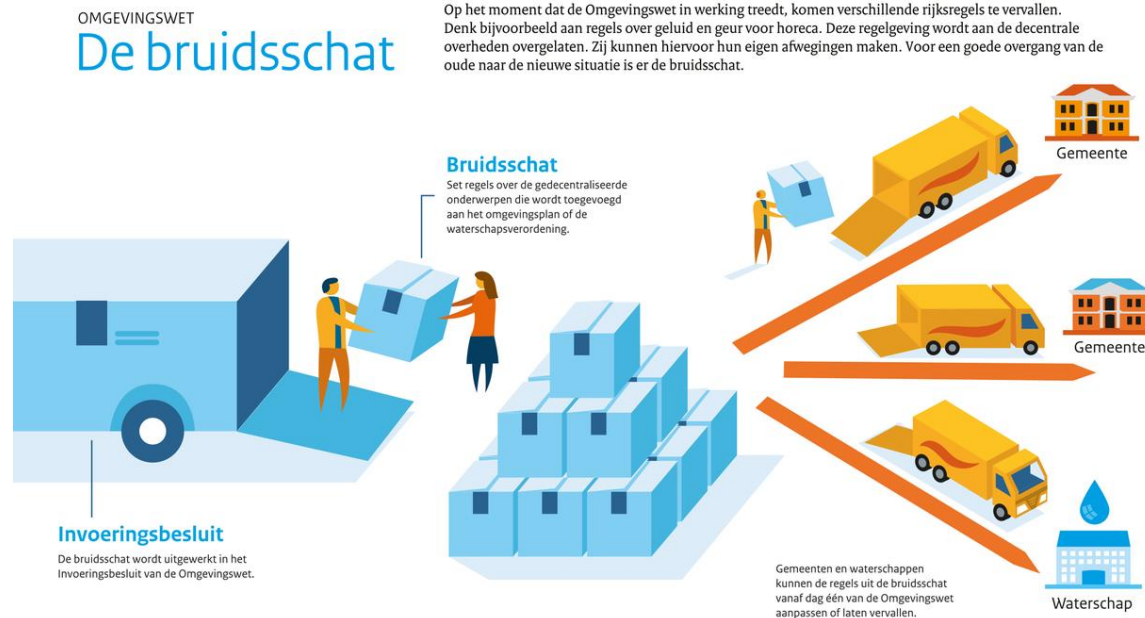 OMGEVINGSWET
De bruidsschat
Op het moment dat de Omgevingswet in werking treedt, komen verschillende rijksregels te vervallen.
Denk bijvoorbeeld aan regels over geluid en geur voor horeca. Deze regelgeving wordt aan de decentrale
overheden overgelaten. Zij kunnen hiervoor hun eigen afwegingen maken. Voor een goede overgang van de
oude naar de nieuwe situatie is er de bruidsschat.
Bruidsschat
Set regels over de gedecentraliseerde
onderwerpen die wordt toegevoegd
aan het omgevingsplan of de
waterschapsverordening.
Gemeente
Gemeente
Invoeringsbesluit
De bruidsschat wordt uitgewerkt in het
Invoeringsbesluit van de Omgevingswet.
Gemeenten en waterschappen
kunnen de regels uit de bruidsschat
vanaf dag één van de Omgevingswet
aanpassen of laten vervallen.
Waterschap